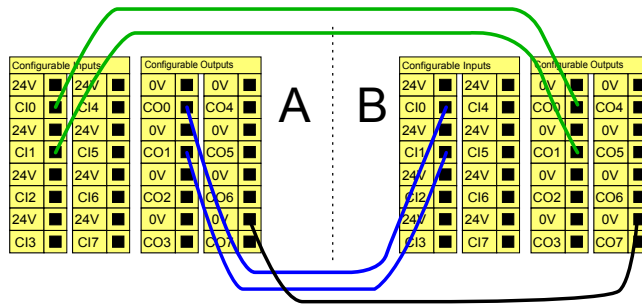 Configurable Inputs Configurable Outputs Configurable Inputs Configurable Outputs
24V 24V 0V 0V A B 24V 24V 0V 0V
CI0 CI4 CO0 CO4 CI0 CI4 CO0 CO4
24V 24V 0V 0V 24V 24V 0V 0V
CI1 CI5 CO1 CO5 CI1 CI5 CO1 CO5
24V 24V 0V 0V 24V 24V 0V 0V
CI2 CI6 CO2 CO6 CI2 CI6 CO2 CO6
24V 24V 0V 0V 24V 24V 0V 0V
CI3 CI7 CO3 CO7 CI3 CI7 CO3 CO7